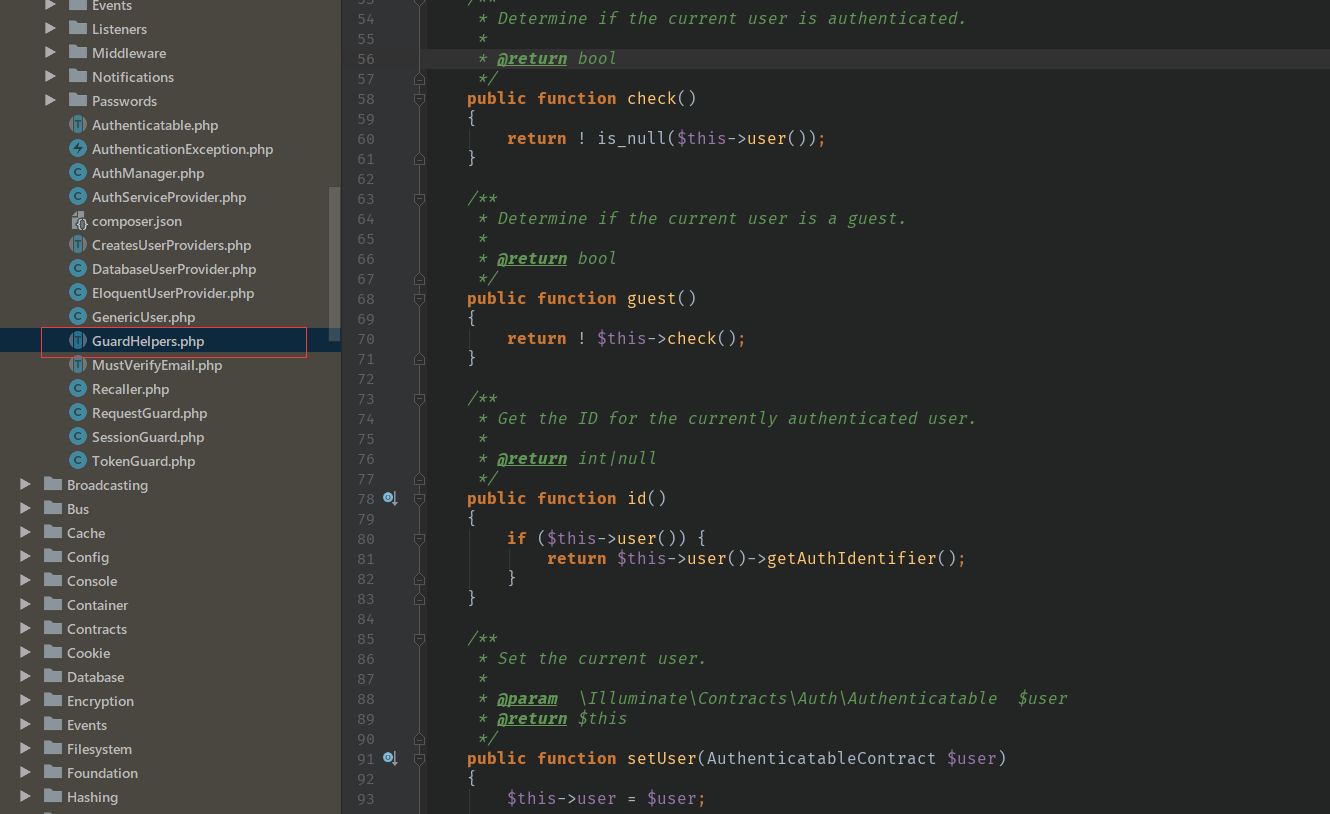 Events
Listeners
Middleware
Notifications
Passwords
Authenticatable.php
AuthenticationException.php
AuthManager.php
AuthServiceProvider.php
composer.json
CreatesUserProviders.php
DatabaseUserProvider.php
EloquentUserProvider.php
GenericUser.php
GuardHelpers.php
MustVerifyEmail.php
Recaller.php
RequestGuard.php
SessionGuard.php
TokenGuard.php
Broadcasting
Bus
Cache
Config
Console
Container
Contracts
Cookie
Database
Encryption
Events
Filesystem
Foundation
Hashing
53 /**
54 * Determine if the current user is authenticated.
55 *
56 * @return bool
57 */
58 public function check()
59 {
60 return ! is_null($this->user());
61 }
62
63 /**
64 * Determine if the current user is a guest.
65 *
66 * @return bool
67 */
68 public function guest()
69 {
70 return ! $this->check();
71 }
72
73 /**
74 * Get the ID for the currently authenticated user.
75 *
76 * @return int|null
77 */
78 public function id()
79 {
80 if ($this->user()) {
81 return $this->user()->getAuthIdentifier();
82 }
83 }
84
85 /**
86 * Set the current user.
87 *
88 * @param  \Illuminate\Contracts\Auth\Authenticatable  $user
89 * @return $this
90 */
91 public function setUser(AuthenticatableContract $user)
92 {
93 $this->user = $user;